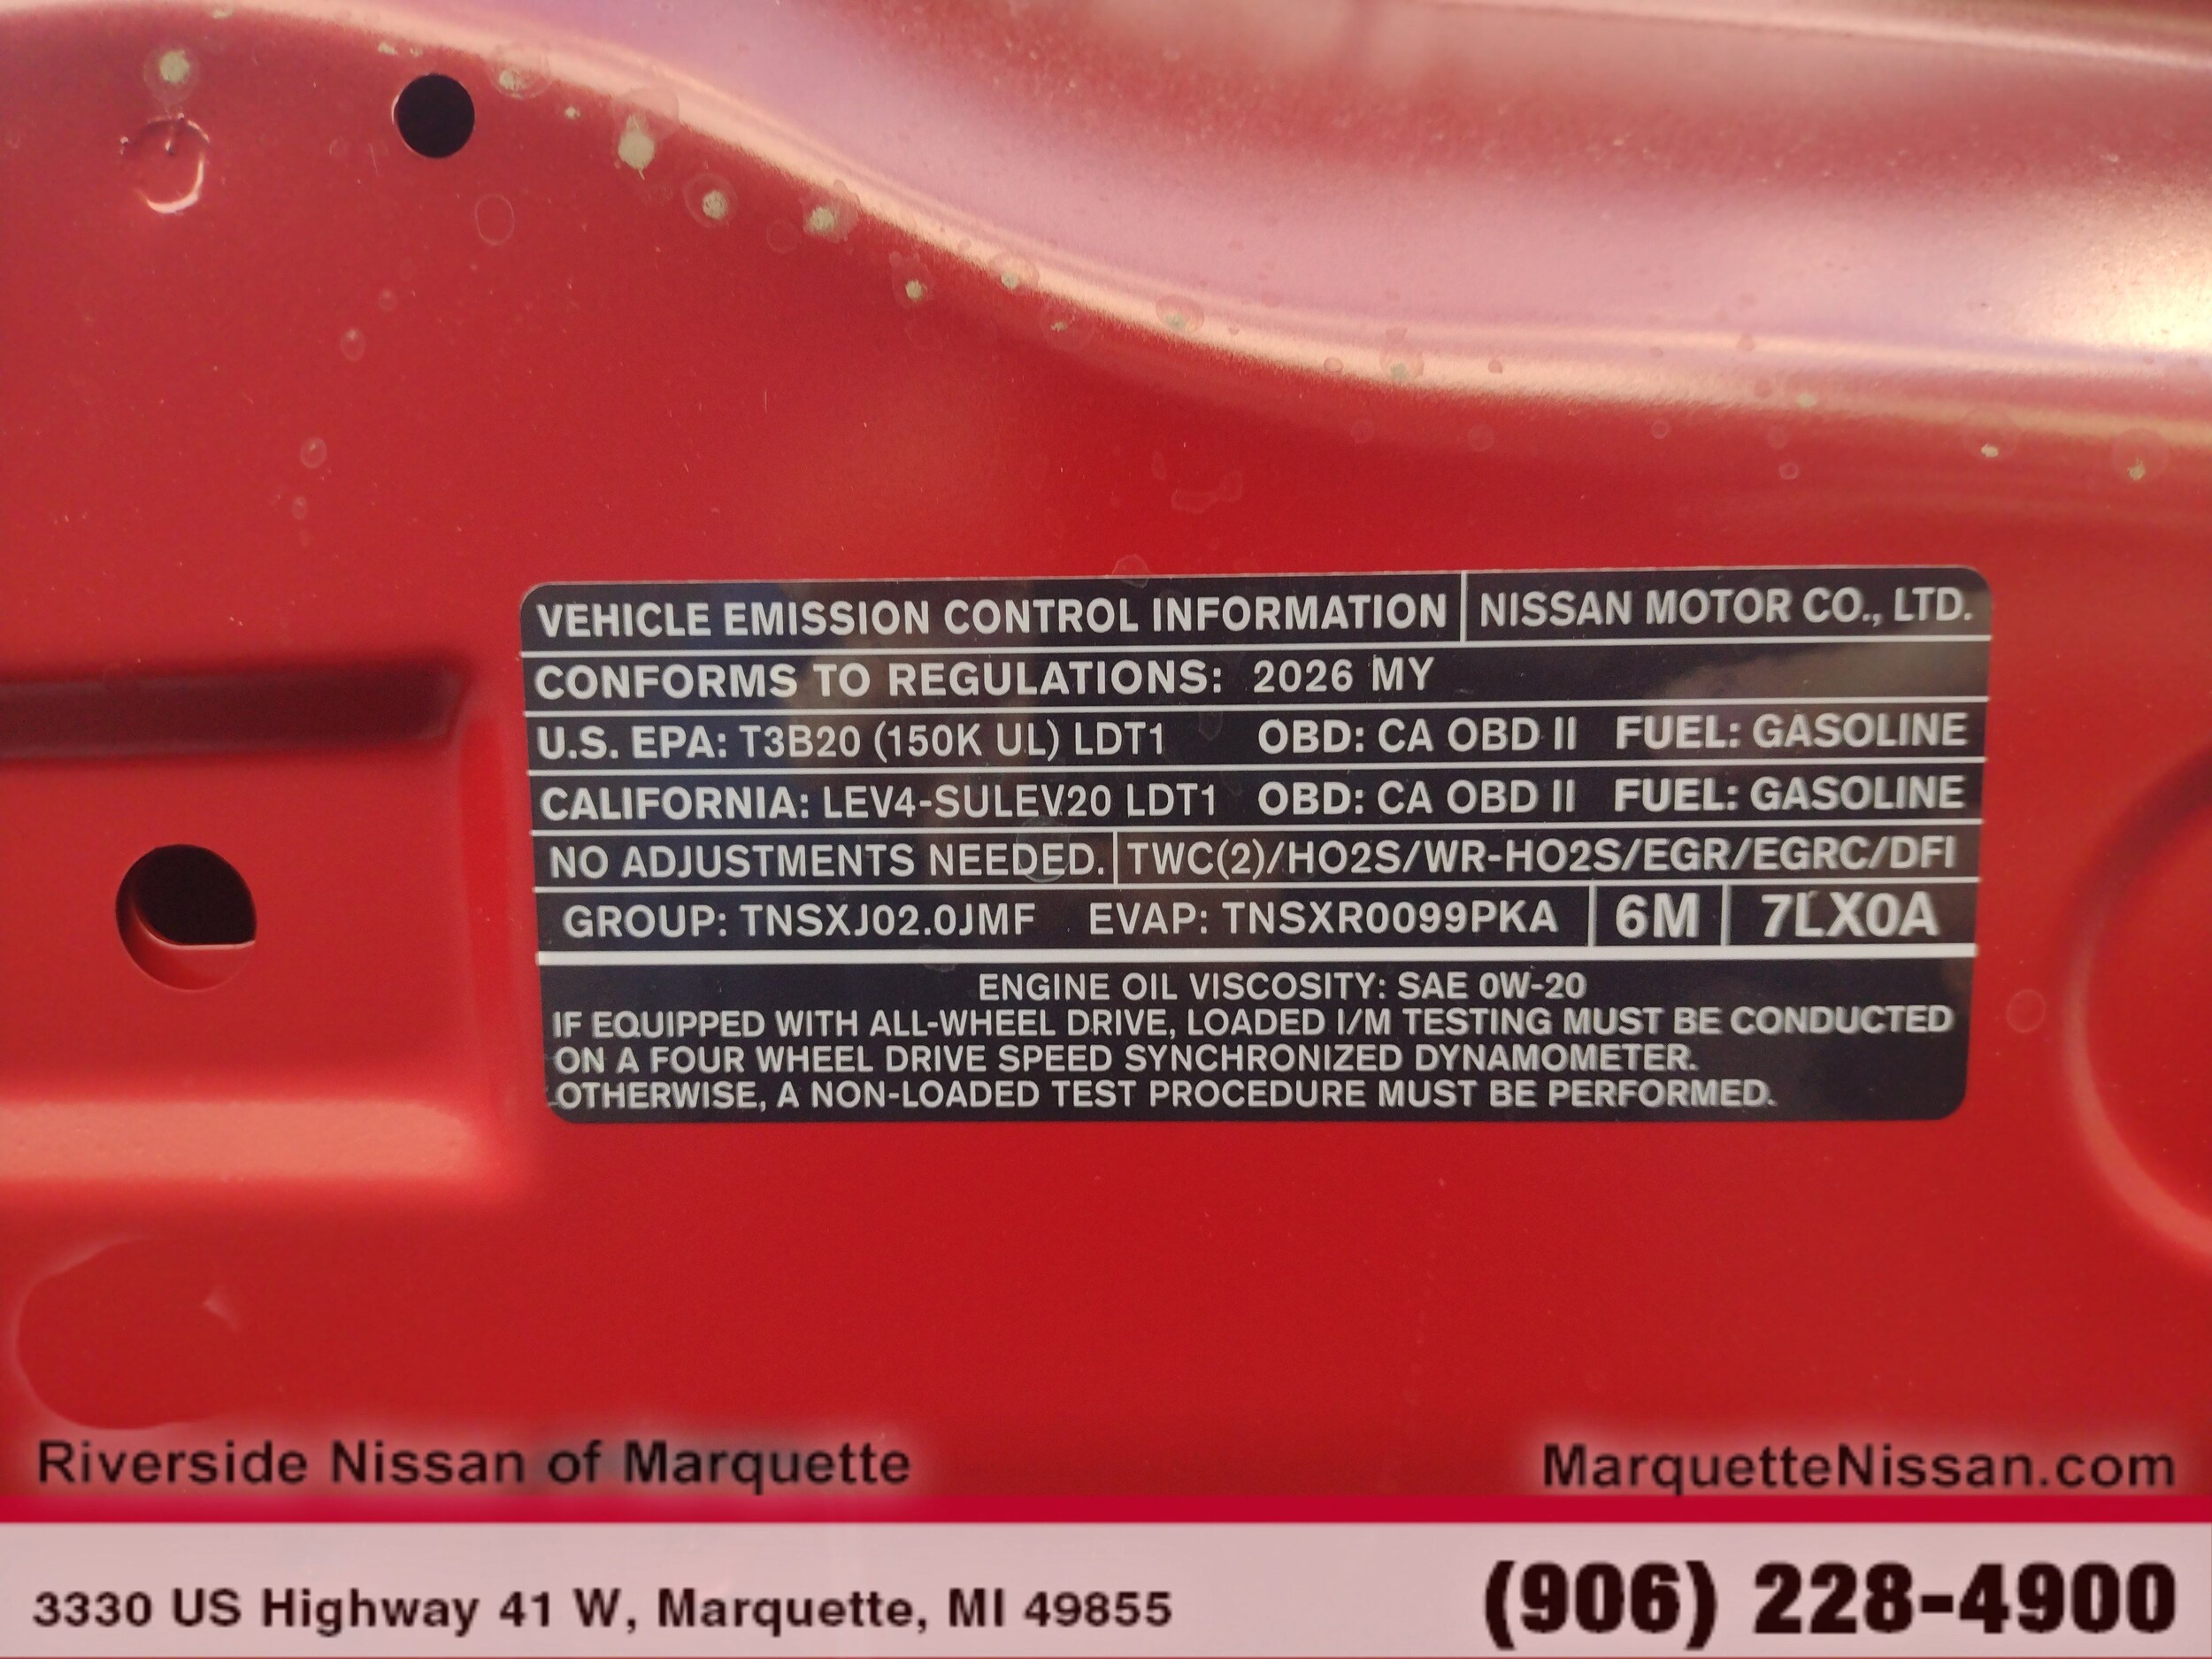 VEHICLE EMISSION CONTROL INFORMATION NISSAN MOTOR CO., LTD.
CONFORMS TO REGULATIONS: 2026 MY
U.S. EPA: T3B20 (150K UL) LDT1 OBD: CA OBD II FUEL: GASOLINE
CALIFORNIA: LEV4-SULEV20 LDT1 OBD: CA OBD II FUEL: GASOLINE
NO ADJUSTMENTS NEEDED. TWC(2)/HO2S/WR-HO2S/EGR/EGRC/DFI
GROUP: TNSXJ02.0JMF EVAP: TNSXR0099PKA 6M 7LX0A
ENGINE OIL VISCOSITY: SAE 0W-20
IF EQUIPPED WITH ALL-WHEEL DRIVE, LOADED I/M TESTING MUST BE CONDUCTED
ON A FOUR WHEEL DRIVE SPEED SYNCHRONIZED DYNAMOMETER.
OTHERWISE, A NON-LOADED TEST PROCEDURE MUST BE PERFORMED.
Riverside Nissan of Marquette MarquetteNissan.com
3330 US Highway 41 W, Marquette, MI 49855 (906) 228-4900